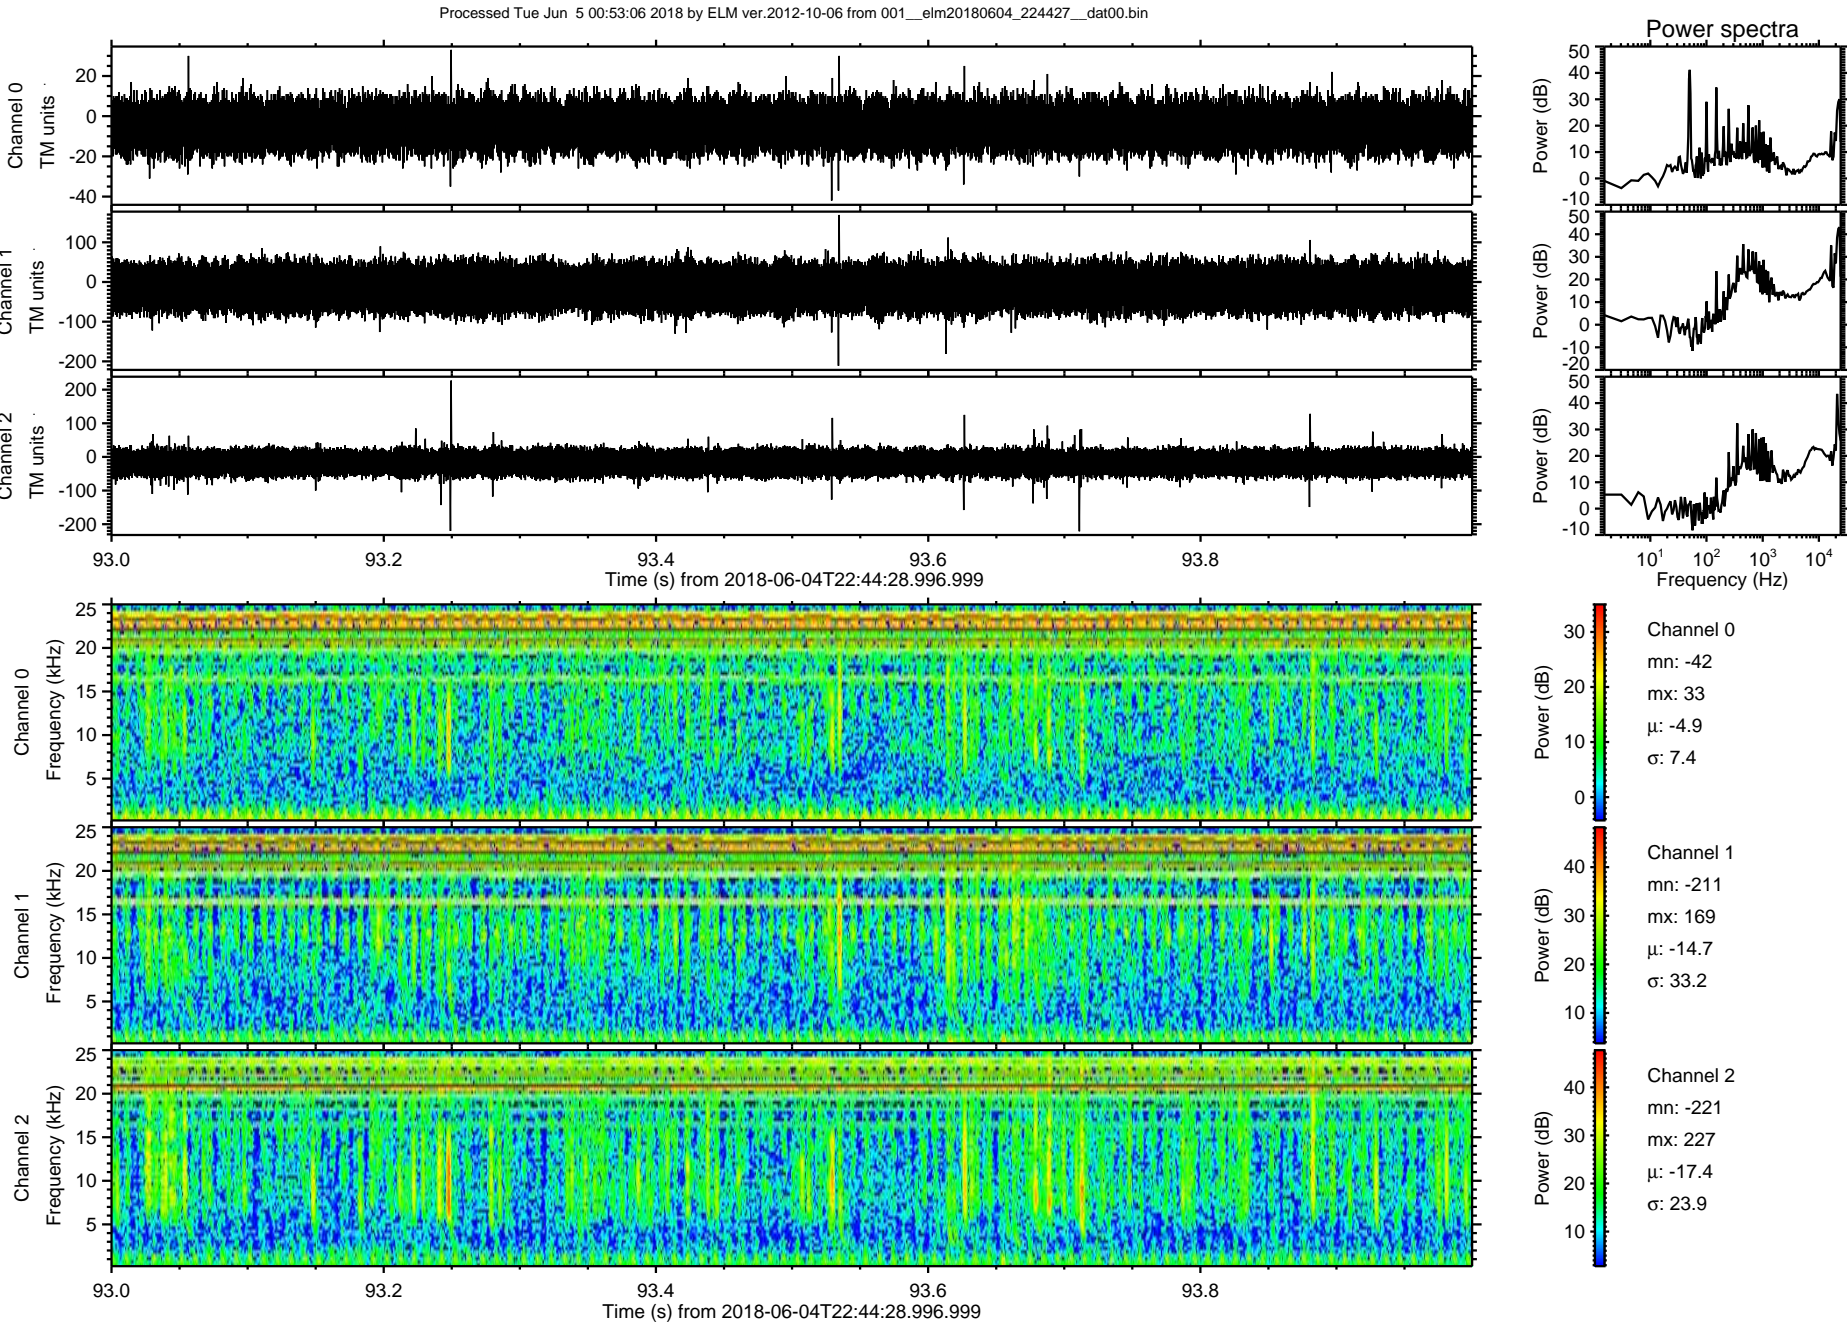 Processed Tue Jun  5 00:53:06 2018 by ELM ver.2012-10-06 from 001__elm20180604_224427__dat00.bin
Power spectra
Channel 0
TM units
20
0
-20
-40
Power (dB)
50
40
30
20
10
0
-10
Channel 1
TM units
100
0
-100
-200
Power (dB)
50
40
30
20
10
0
-10
-20
Channel 2
TM units
200
100
0
-100
-200
Power (dB)
50
40
30
20
10
0
-10
93.0 93.2 93.4 93.6 93.8
Time (s) from 2018-06-04T22:44:28.996.999
10¹ 10² 10³ 10⁴
Frequency (Hz)
Channel 0
Frequency (kHz)
25
20
15
10
5
Power (dB)
30
20
10
0
Channel 0
mn: -42
mx: 33
μ: -4.9
σ: 7.4
Channel 1
Frequency (kHz)
25
20
15
10
5
Power (dB)
40
30
20
10
Channel 1
mn: -211
mx: 169
μ: -14.7
σ: 33.2
Channel 2
Frequency (kHz)
25
20
15
10
5
Power (dB)
40
30
20
10
Channel 2
mn: -221
mx: 227
μ: -17.4
σ: 23.9
93.0 93.2 93.4 93.6 93.8
Time (s) from 2018-06-04T22:44:28.996.999